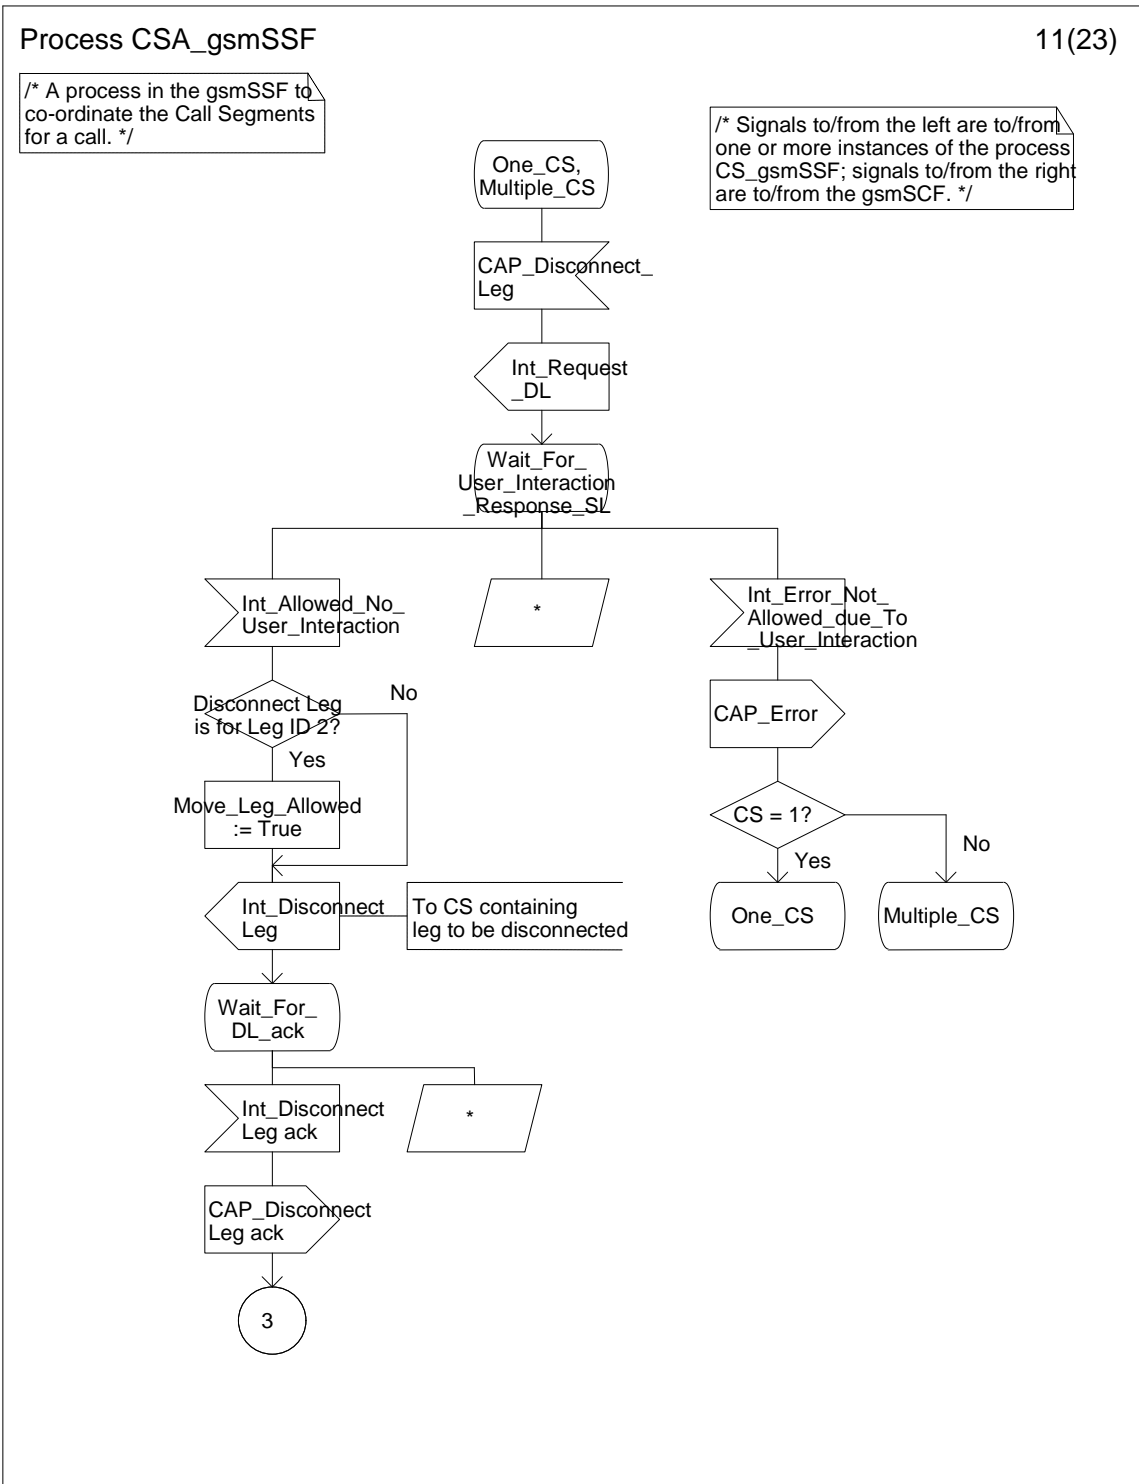 Process CSA_gsmSSF
11(23)
/* A process in the gsmSSF to
co-ordinate the Call Segments
for a call. */
/* Signals to/from the left are to/from
one or more instances of the process
CS_gsmSSF; signals to/from the right
are to/from the gsmSCF. */
One_CS,
Multiple_CS
CAP_Disconnect_
Leg
Int_Request
_DL
Wait_For_
User_Interaction
_Response_SL
Int_Allowed_No_
User_Interaction
*
Int_Error_Not_
Allowed_due_To
_User_Interaction
Disconnect Leg
is for Leg ID 2?
No
Yes
CAP_Error
Move_Leg_Allowed
:= True
CS = 1?
No
Yes
Int_Disconnect
Leg
To CS containing
leg to be disconnected
One_CS
Multiple_CS
Wait_For_
DL_ack
Int_Disconnect
Leg ack
*
CAP_Disconnect
Leg ack
3